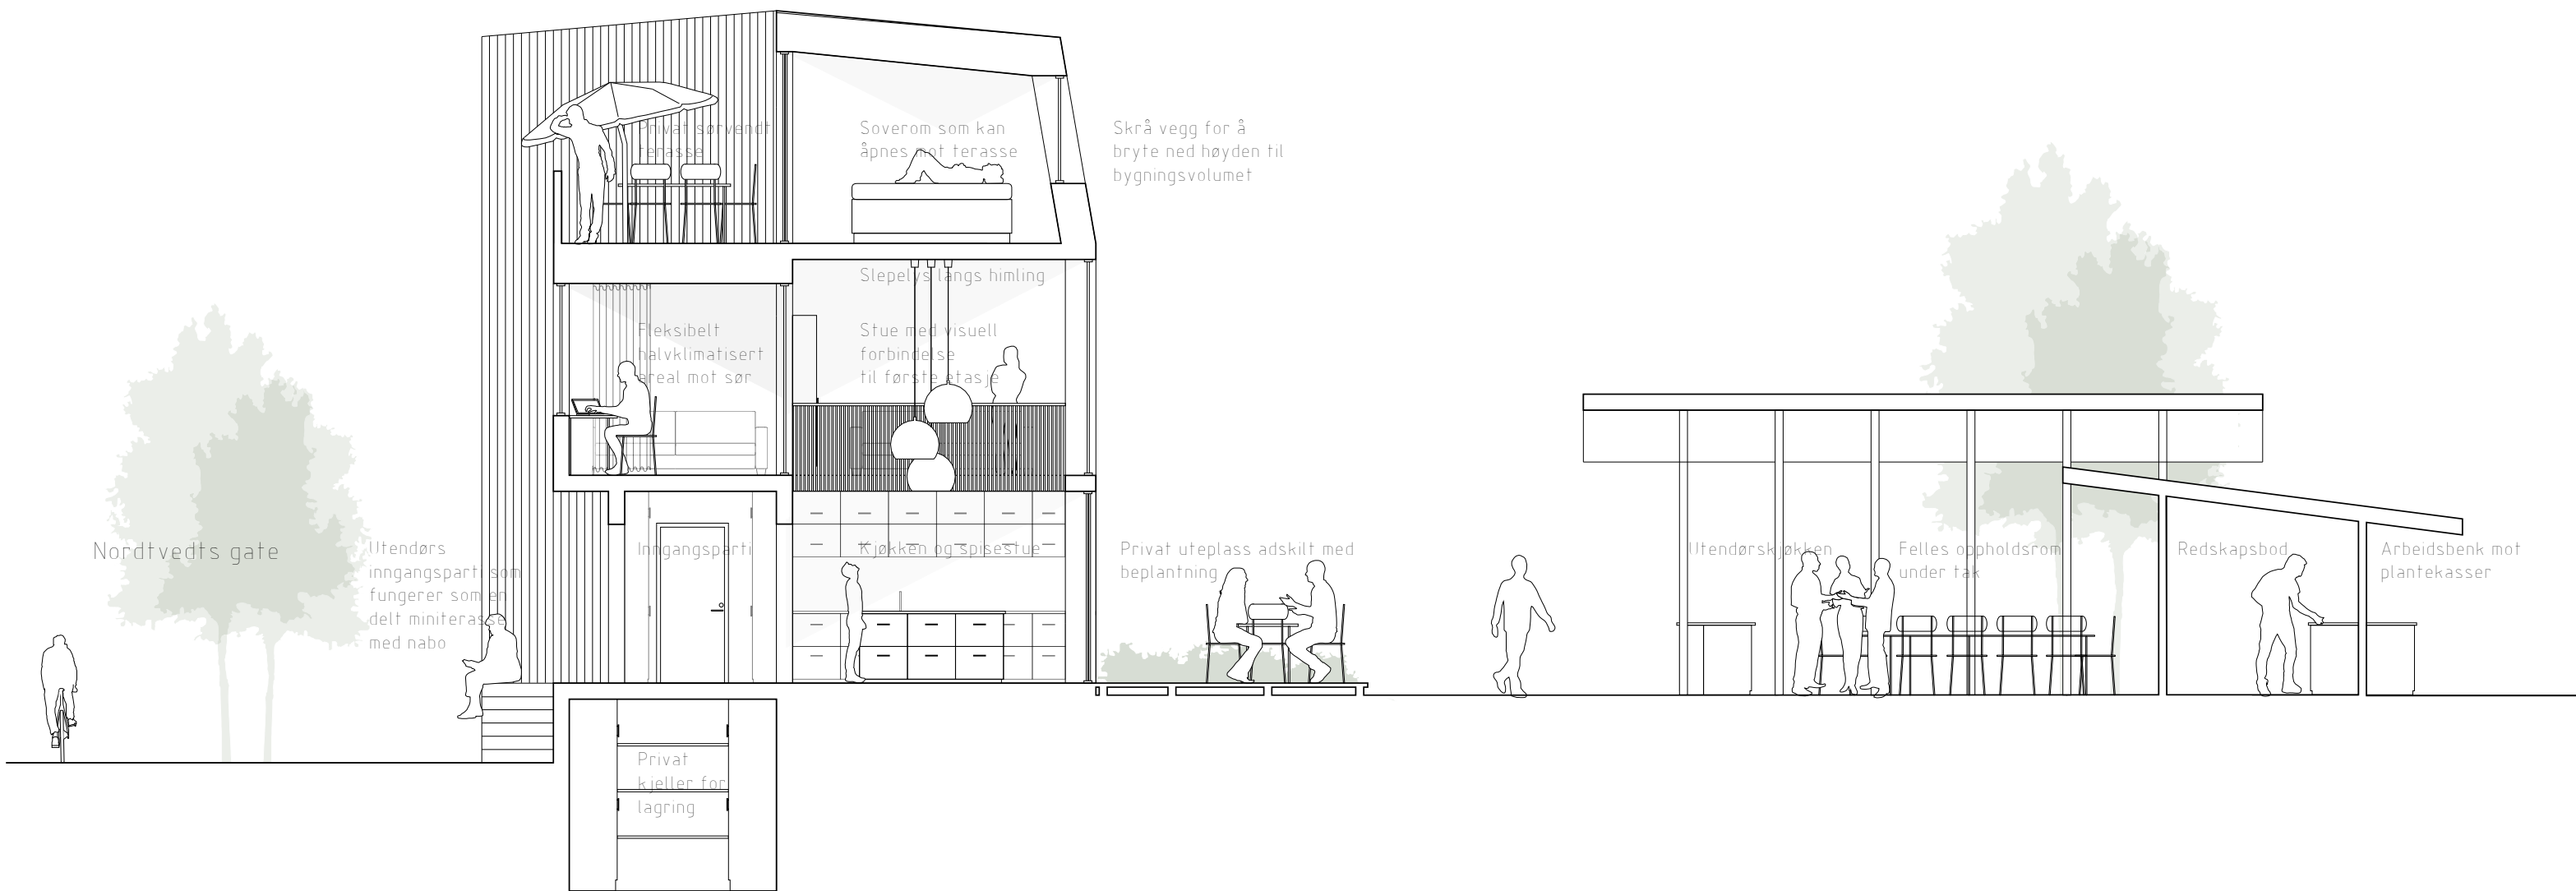 Privat sørvendt
terasse
Soverom som kan
åpnes mot terasse
Skrå vegg for å
bryte ned høyden til
bygningsvolumet
Slepelys langs himling
Fleksibelt
halvklimatisert
areal mot sør
Stue med visuell
forbindelse
til første etasje
Nordtvedts gate
Utendørs
inngangsparti som
fungerer som en
delt miniterasse
med nabo
Inngangsparti
Kjøkken og spisestue
Privat uteplass adskilt med
beplantning
Utendørskjøkken
Felles oppholdsrom
under tak
Redskapsbod
Arbeidsbenk mot
plantekasser
Privat
kjeller for
lagring